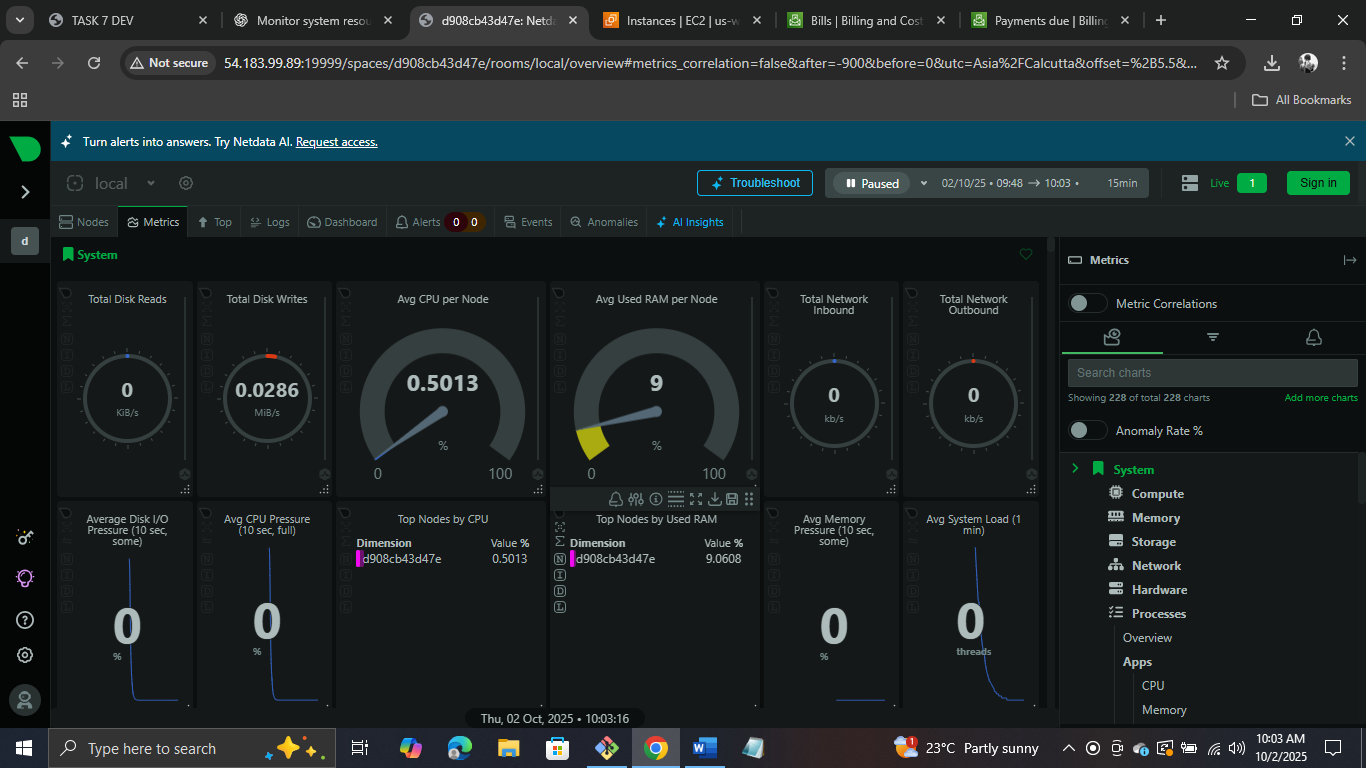 TASK 7 DEV
Monitor system resou
d908cb43d47e: Netda
Instances | EC2 | us-w
Bills | Billing and Cost
Payments due | Billing
Not secure
54.183.99.89:19999/spaces/d908cb43d47e/rooms/local/overview#metrics_correlation=false&after=-900&before=0&utc=Asia%2FCalcutta&offset=%2B5.5&...
All Bookmarks
Turn alerts into answers. Try Netdata AI. Request access.
local
Troubleshoot
Paused
02/10/25 • 09:48 → 10:03 •
15min
Live
1
Sign in
d
Nodes
Metrics
Top
Logs
Dashboard
Alerts
0
0
Events
Anomalies
AI Insights
System
Total Disk Reads
0
KiB/s
Total Disk Writes
0.0286
MiB/s
Avg CPU per Node
0.5013
%
0
100
Avg Used RAM per Node
9
%
0
100
Total Network
Inbound
0
kb/s
Total Network
Outbound
0
kb/s
Average Disk I/O
Pressure (10 sec,
some)
0
%
Avg CPU Pressure
(10 sec, full)
0
%
Top Nodes by CPU
Dimension Value %
d908cb43d47e 0.5013
Top Nodes by Used RAM
Dimension Value %
d908cb43d47e 9.0608
N
I
D
L
Avg Memory
Pressure (10 sec,
some)
0
%
Avg System Load (1
min)
0
threads
Thu, 02 Oct, 2025 • 10:03:16
Metrics
Metric Correlations
Search charts
Showing 228 of total 228 charts
Add more charts
Anomaly Rate %
System
Compute
Memory
Storage
Network
Hardware
Processes
Overview
Apps
CPU
Memory
Type here to search
1
23°C Partly sunny
10:03 AM
10/2/2025